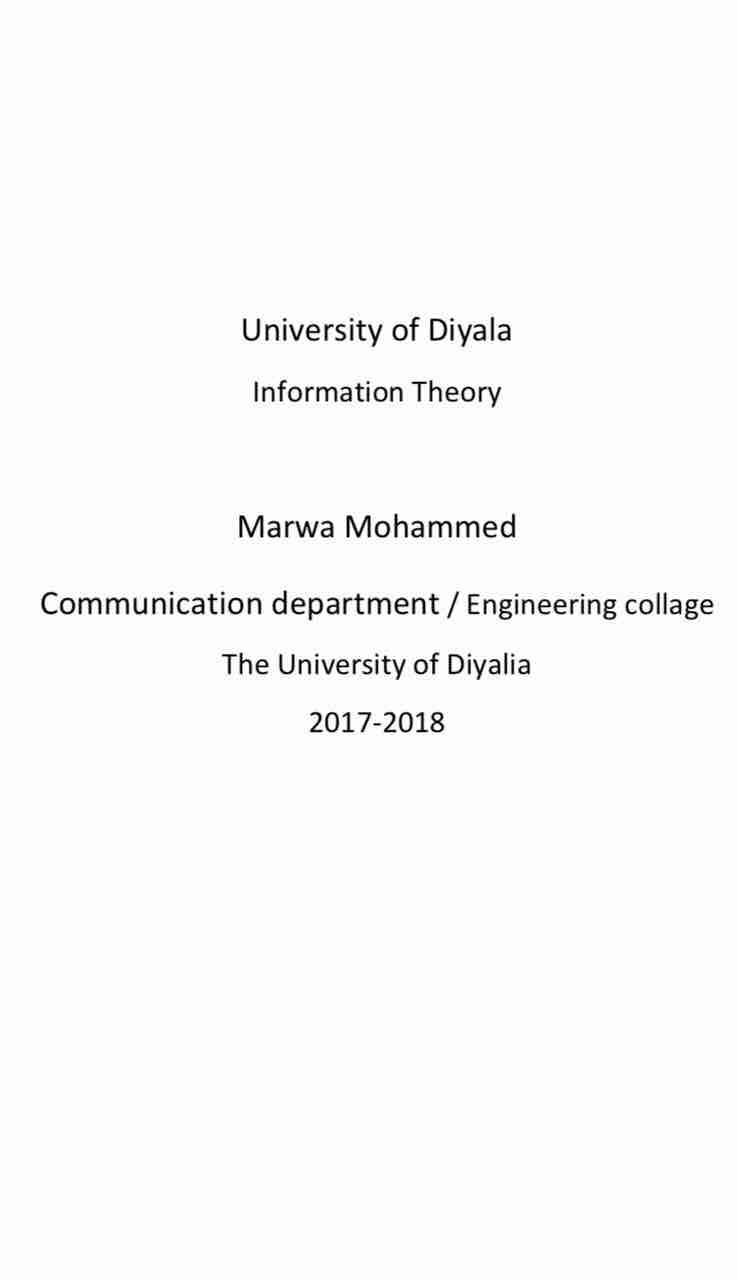 University of Diyala
Information Theory
Marwa Mohammed
Communication department / Engineering collage
The University of Diyalia
2017-2018